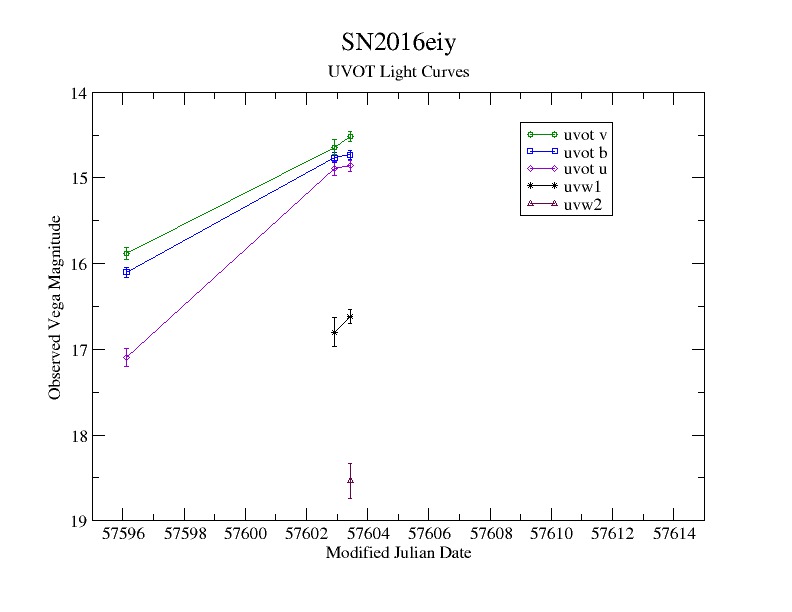 SN2016eiy
UVOT Light Curves
14
15
16
17
18
19
Observed Vega Magnitude
uvot v
uvot b
uvot u
uvw1
uvw2
57596 57598 57600 57602 57604 57606 57608 57610 57612 57614
Modified Julian Date